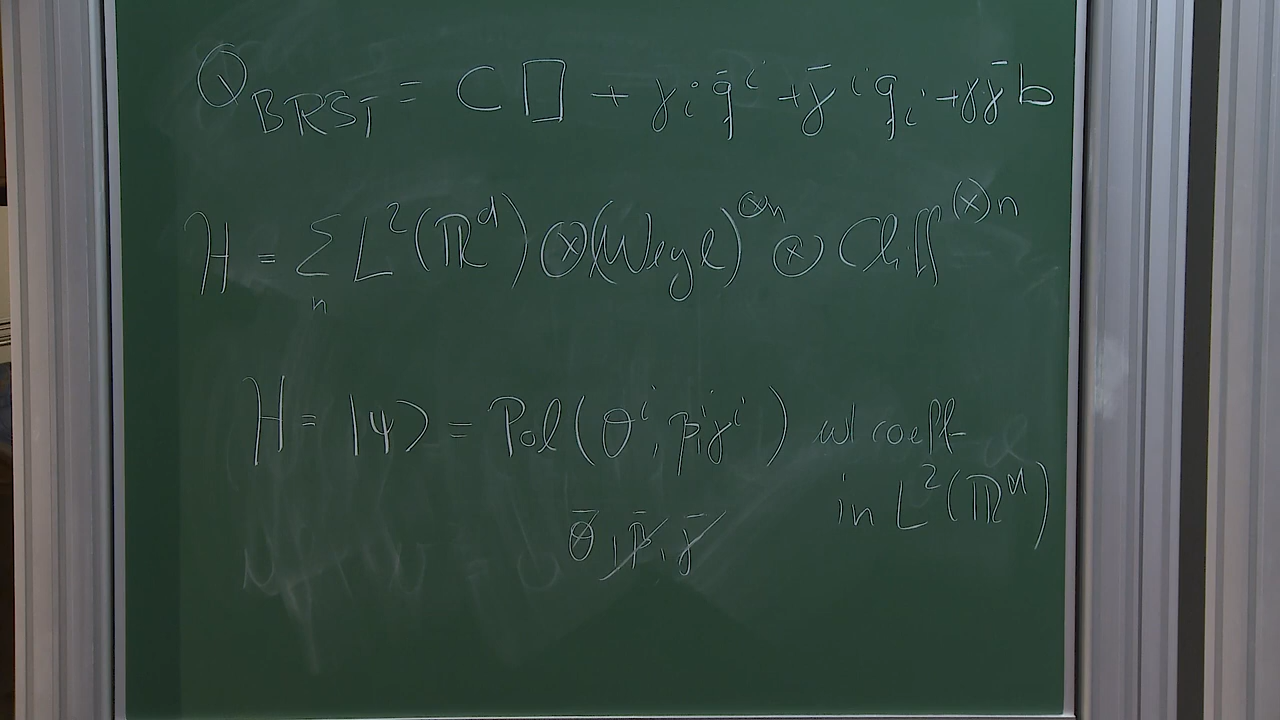 Q_BRST = C□ + γ_i q̄^i + γ̄^i q_i + γγ̄ b
H = Σ_n L²(ℝ^d) ⊗ (Weyl)^⊗n ⊗ Cliff^⊗n
H = |ψ⟩ = Pol(θ^i, p^i, γ^i) w/ coeff
in L²(ℝ^d)
θ̄, p̄, γ̄